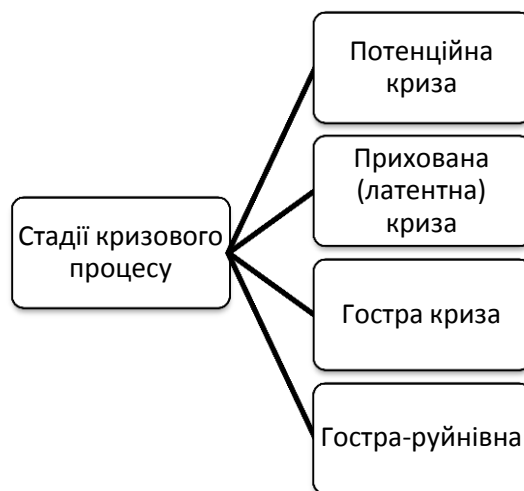 Потенційна
криза
Прихована
(латентна)
криза
Стадії кризового
процесу
Гостра криза
Гостра-руйнівна